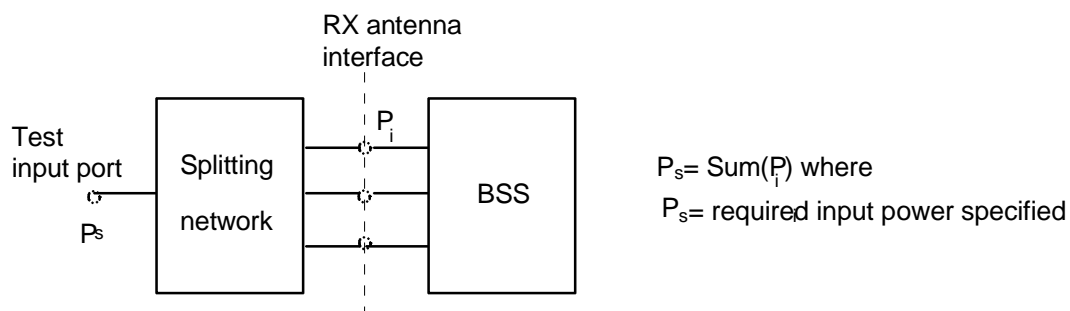 RX antenna
interface
Test
input port
Ps
Splitting
network
Pi
BSS
Ps= Sum(Pi) where
Ps= required input power specified